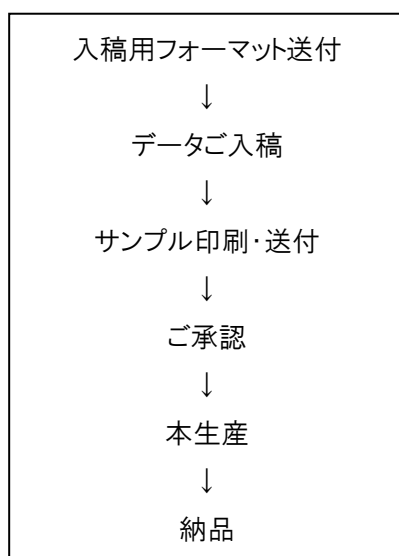 入稿用フォーマット送付
↓
データご入稿
↓
サンプル印刷・送付
↓
ご承認
↓
本生産
↓
納品